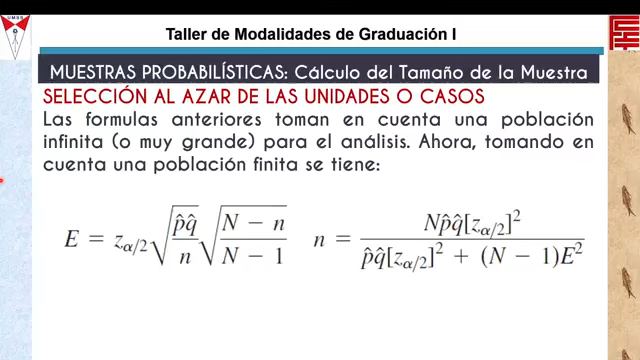 U.M.S.S.
Taller de Modalidades de Graduación I
MUESTRAS PROBABILÍSTICAS: Cálculo del Tamaño de la Muestra
SELECCIÓN AL AZAR DE LAS UNIDADES O CASOS
Las formulas anteriores toman en cuenta una población
infinita (o muy grande) para el análisis. Ahora, tomando en
cuenta una población finita se tiene:
E = z_{α/2} √(p̂q̂/n) √((N − n)/(N − 1))   n = Np̂q̂[z_{α/2}]² / (p̂q̂[z_{α/2}]² + (N − 1)E²)